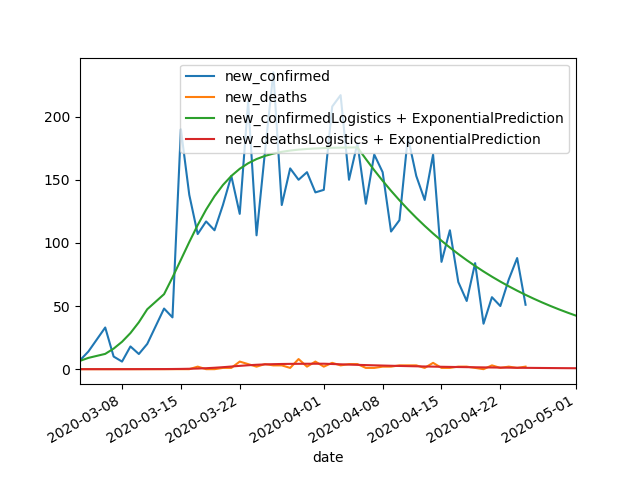 new_confirmed
new_deaths
new_confirmedLogistics + ExponentialPrediction
new_deathsLogistics + ExponentialPrediction
200
150
100
50
0
2020-03-08
2020-03-15
2020-03-22
2020-04-01
2020-04-08
2020-04-15
2020-04-22
2020-05-01
date